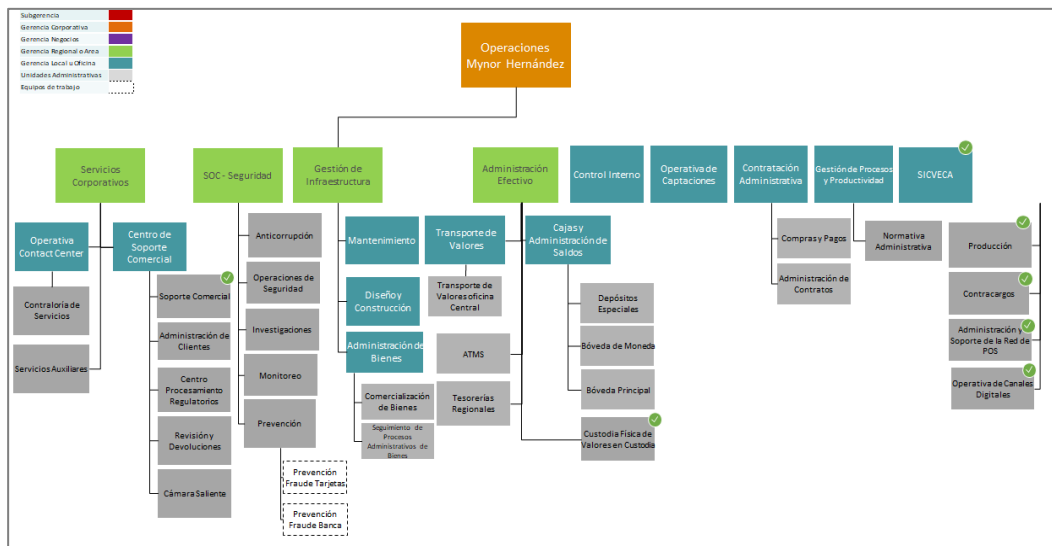 Subgerencia
Gerencia Corporativa
Gerencia Negocios
Gerencia Regional o Area
Gerencia Local u Oficina
Unidades Administrativas
Equipos de trabajo
Operaciones
Mynor Hernández
Servicios
Corporativos
SOC - Seguridad
Gestión de
Infraestructura
Administración
Efectivo
Control Interno
Operativa de
Captaciones
Contratación
Administrativa
Gestión de Procesos
y Productividad
SICVECA
Operativa
Contact Center
Centro de
Soporte
Comercial
Contraloría de
Servicios
Servicios Auxiliares
Soporte Comercial
Administración de
Clientes
Centro
Procesamiento
Regulatorios
Revisión y
Devoluciones
Cámara Saliente
Anticorrupción
Operaciones de
Seguridad
Investigaciones
Monitoreo
Prevención
Prevención
Fraude Tarjetas
Prevención
Fraude Banca
Mantenimiento
Diseño y
Construcción
Administración de
Bienes
Comercialización
de Bienes
Seguimiento de
Procesos
Administrativos de
Bienes
Transporte de
Valores
Transporte de
Valores oficina
Central
ATMS
Tesorerías
Regionales
Cajas y
Administración de
Saldos
Depósitos
Especiales
Bóveda de Moneda
Bóveda Principal
Custodia Física de
Valores en Custodia
Compras y Pagos
Administración de
Contratos
Normativa
Administrativa
Producción
Contracargos
Administración y
Soporte de la Red de
POS
Operativa de Canales
Digitales